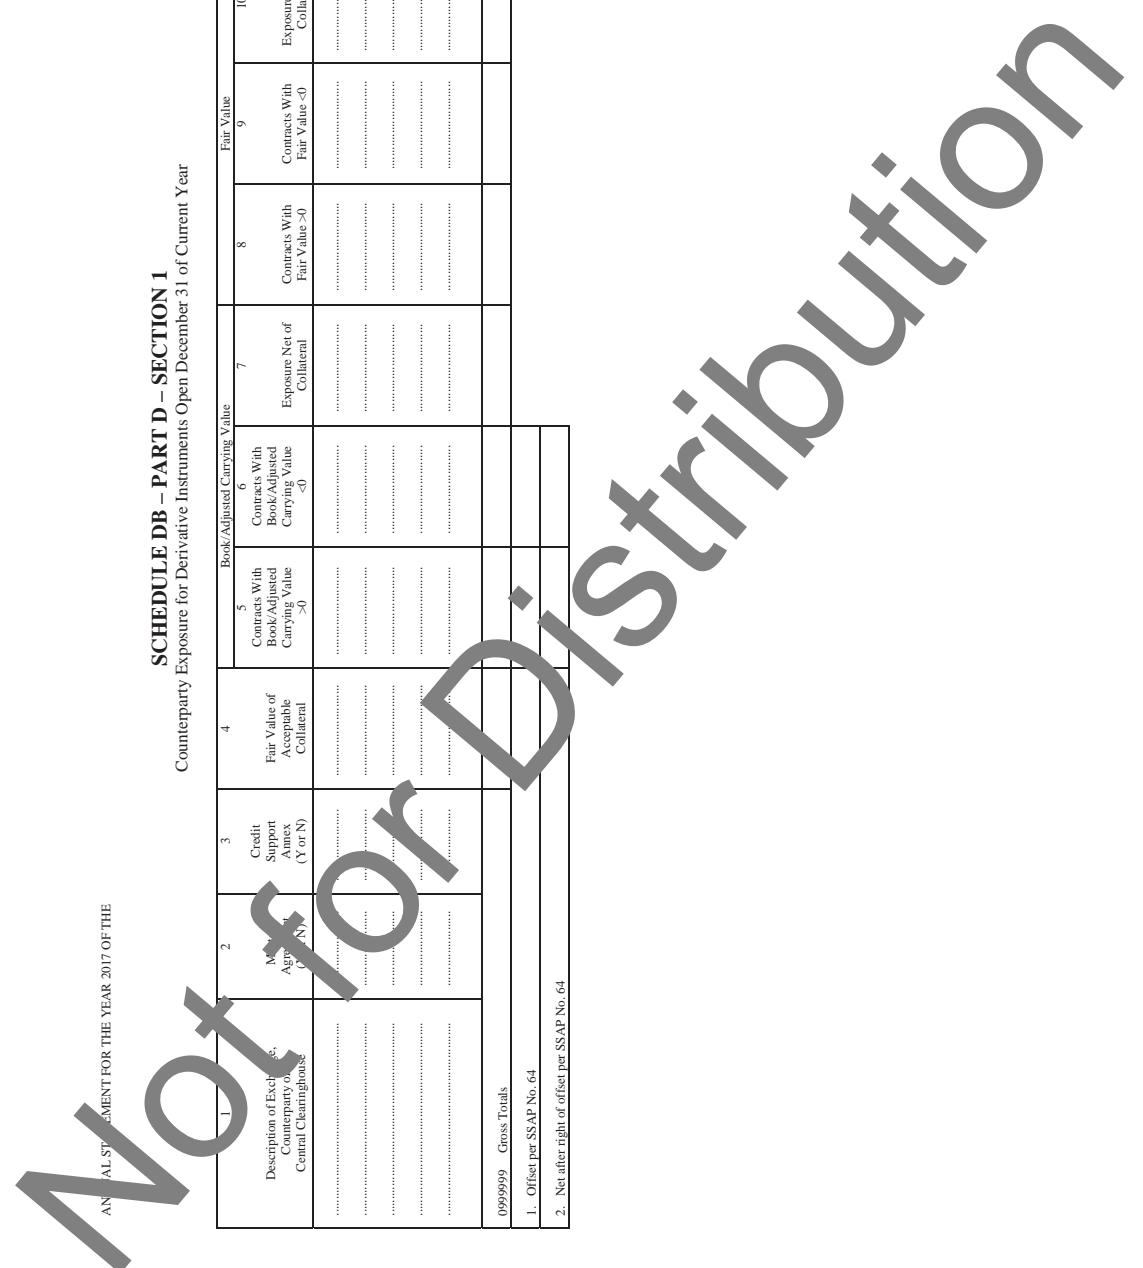 ANNUAL STATEMENT FOR THE YEAR 2017 OF THE
SCHEDULE DB – PART D – SECTION 1
Counterparty Exposure for Derivative Instruments Open December 31 of Current Year
1
Description of Exchange,
Counterparty or
Central Clearinghouse
2
Agreement
(Y or N)
3
Credit
Support
Annex
(Y or N)
4
Fair Value of
Acceptable
Collateral
Book/Adjusted Carrying Value
5
Contracts With
Book/Adjusted
Carrying Value
>0
6
Contracts With
Book/Adjusted
Carrying Value
<0
7
Exposure Net of
Collateral
Fair Value
8
Contracts With
Fair Value >0
9
Contracts With
Fair Value <0
10
0999999 Gross Totals
1. Offset per SSAP No. 64
2. Net after right of offset per SSAP No. 64
Not for Distribution